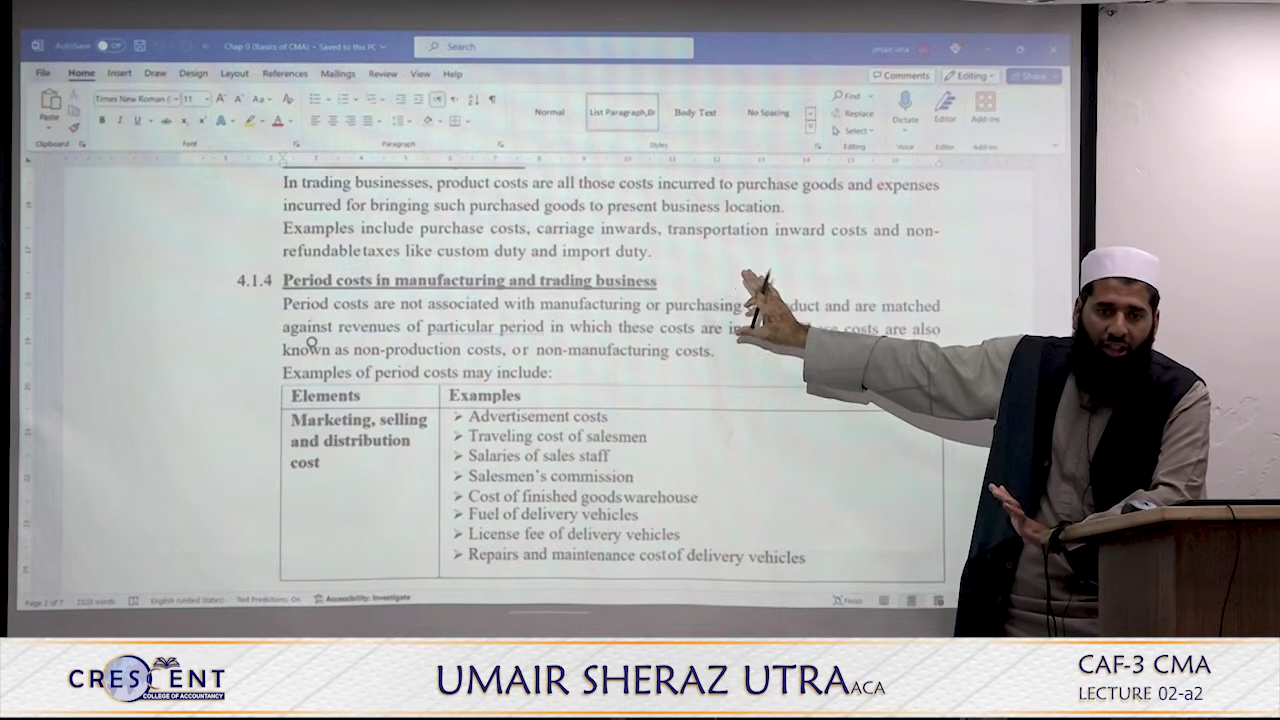 AutoSave Off Chap 0 (Basics of CMA) • Saved to this PC Search umair utra
File Home Insert Draw Design Layout References Mailings Review View Help Comments Editing Share
Paste Times New Roman 11 Normal List Paragraph,B Body Text No Spacing Find Replace Select Dictate Editor Add-ins
Clipboard Font Paragraph Styles Editing Voice Editor Add-ins
In trading businesses, product costs are all those costs incurred to purchase goods and expenses
incurred for bringing such purchased goods to present business location.
Examples include purchase costs, carriage inwards, transportation inward costs and non-
refundable taxes like custom duty and import duty.
4.1.4 Period costs in manufacturing and trading business
Period costs are not associated with manufacturing or purchasing duct and are matched
against revenues of particular period in which these costs are in costs are also
known as non-production costs, or non-manufacturing costs.
Examples of period costs may include:
Elements Examples
Marketing, selling
and distribution
cost
➢ Advertisement costs
➢ Traveling cost of salesmen
➢ Salaries of sales staff
➢ Salesmen's commission
➢ Cost of finished goods warehouse
➢ Fuel of delivery vehicles
➢ License fee of delivery vehicles
➢ Repairs and maintenance cost of delivery vehicles
Page 2 of 7 2320 words English (United States) Text Predictions: On Accessibility: Investigate Focus
CRESCENT
COLLEGE OF ACCOUNTANCY
UMAIR SHERAZ UTRA ACA
CAF-3 CMA
LECTURE 02-a2